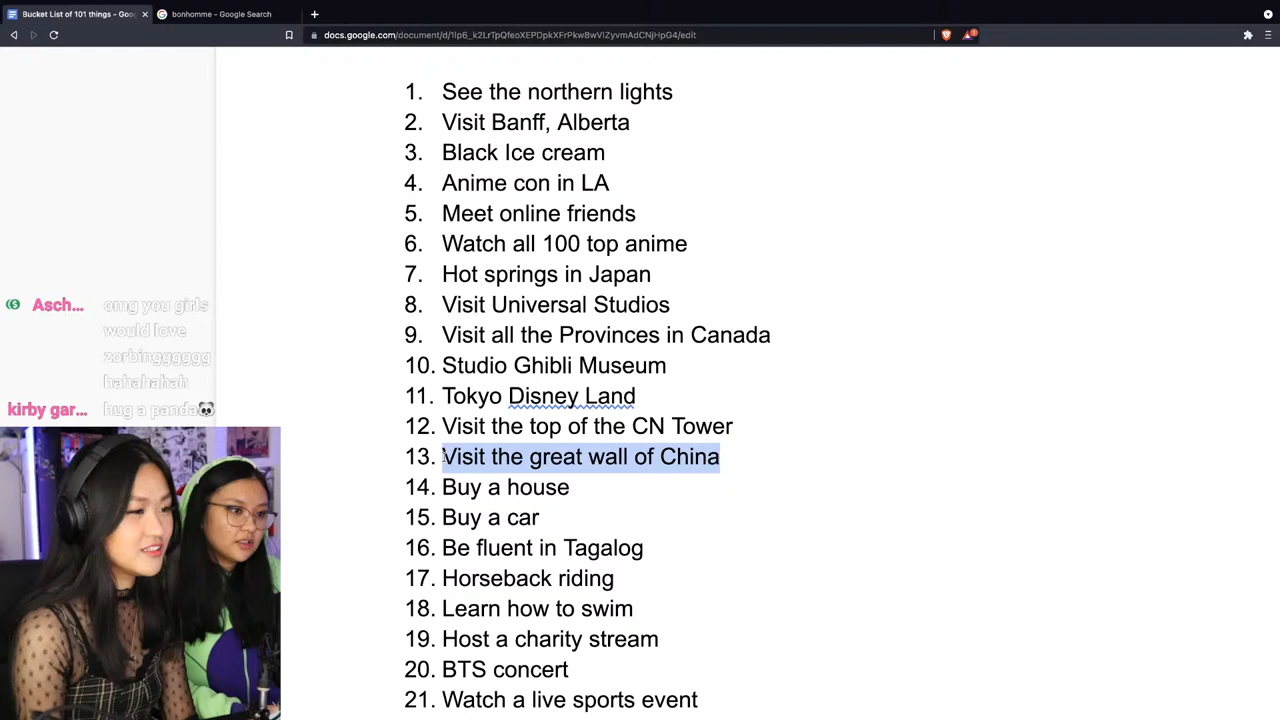 Bucket List of 101 things - Goo
bonhomme - Google Search
docs.google.com/document/d/1lp6_k2LrTpQfeoXEPDpkXFrPkw8wViZyvmAdCNjHpG4/edit
1. See the northern lights
2. Visit Banff, Alberta
3. Black Ice cream
4. Anime con in LA
5. Meet online friends
6. Watch all 100 top anime
7. Hot springs in Japan
8. Visit Universal Studios
9. Visit all the Provinces in Canada
10. Studio Ghibli Museum
11. Tokyo Disney Land
12. Visit the top of the CN Tower
13. Visit the great wall of China
14. Buy a house
15. Buy a car
16. Be fluent in Tagalog
17. Horseback riding
18. Learn how to swim
19. Host a charity stream
20. BTS concert
21. Watch a live sports event
Asch... omg you girls
would love
zorbingggggg
hahahahah
kirby gar... hug a panda🐼